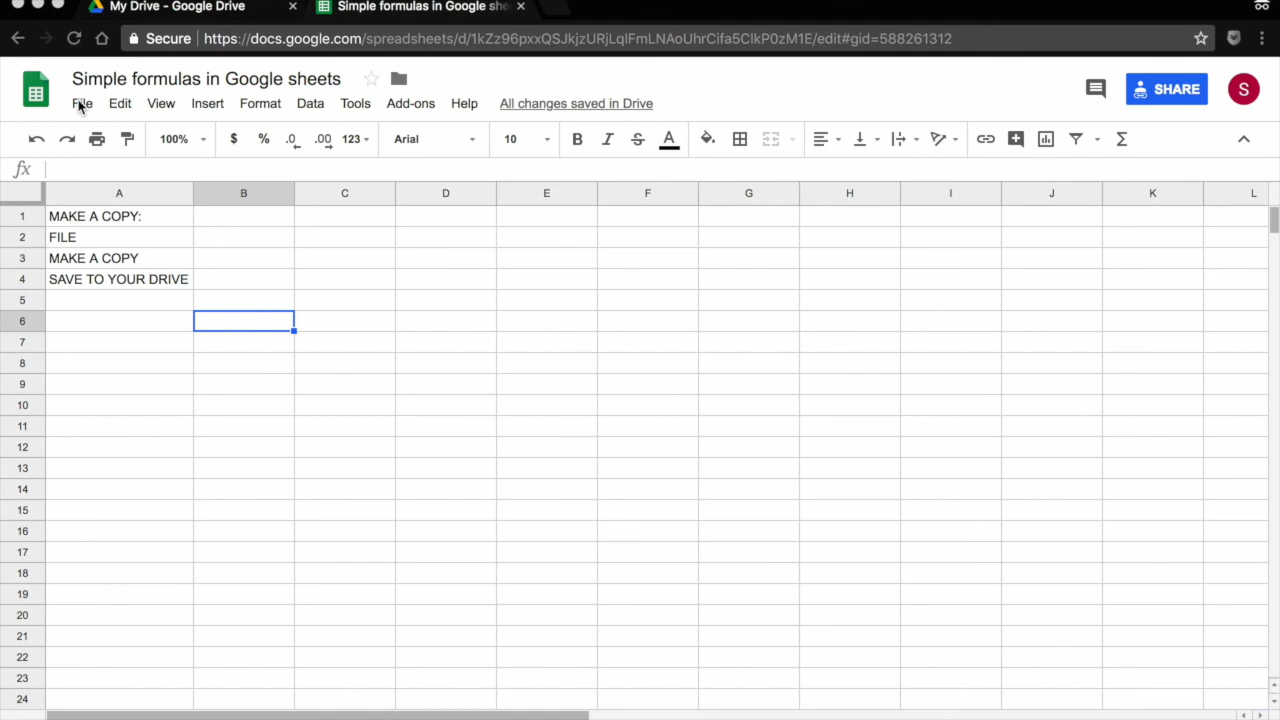 My Drive - Google Drive
Simple formulas in Google she
Secure
https://docs.google.com/spreadsheets/d/1kZz96pxxQSJkjzURjLqlFmLNAoUhrCifa5ClkP0zM1E/edit#gid=588261312
Simple formulas in Google sheets
File Edit View Insert Format Data Tools Add-ons Help All changes saved in Drive
SHARE
S
100% $ % .0 .00 123 Arial 10 B I S A Σ
fx
A B C D E F G H I J K L
1 MAKE A COPY:
2 FILE
3 MAKE A COPY
4 SAVE TO YOUR DRIVE
5
6
7
8
9
10
11
12
13
14
15
16
17
18
19
20
21
22
23
24